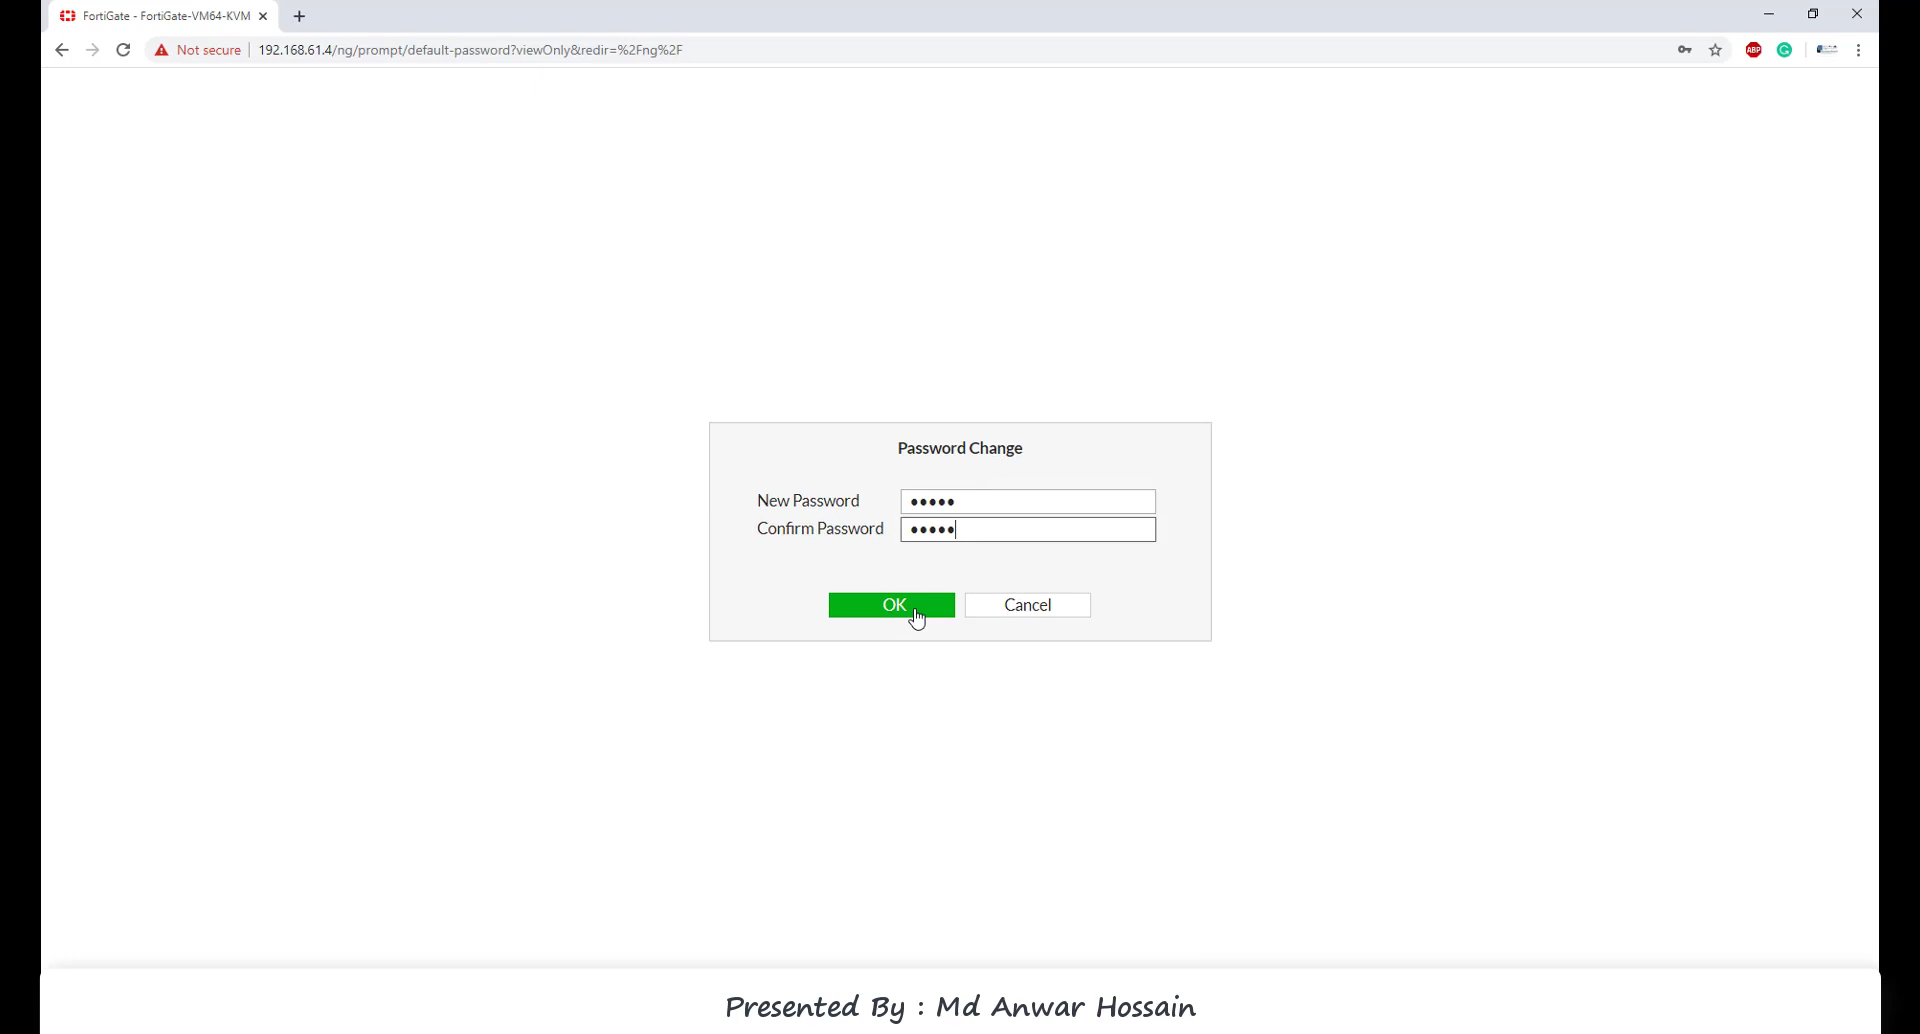 FortiGate - FortiGate-VM64-KVM
Not secure 192.168.61.4/ng/prompt/default-password?viewOnly&redir=%2Fng%2F
ABP
G
Password Change
New Password •••••
Confirm Password •••••
OK Cancel
Presented By : Md Anwar Hossain